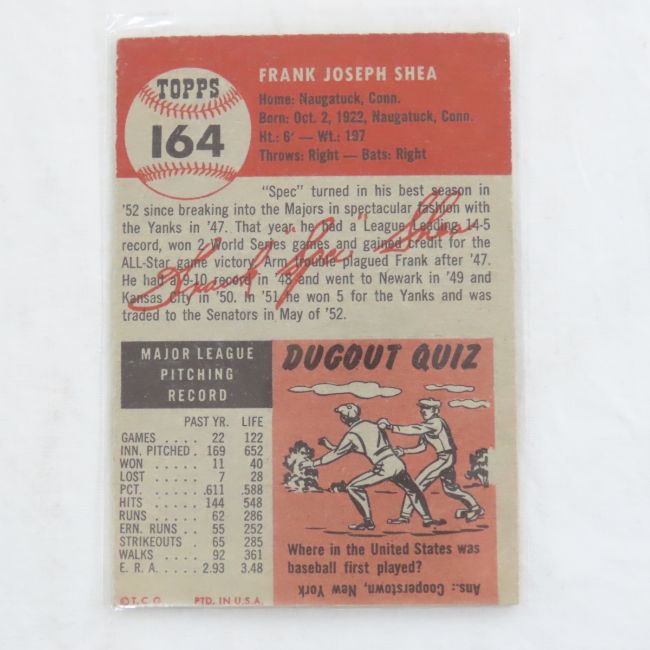 TOPPS
164
FRANK JOSEPH SHEA
Home: Naugatuck, Conn.
Born: Oct. 2, 1922, Naugatuck, Conn.
Ht.: 6' — Wt.: 197
Throws: Right — Bats: Right
"Spec" turned in his best season in
'52 since breaking into the Majors in spectacular fashion with
the Yanks in '47. That year he had a League Leading 14-5
record, won 2 World Series games and gained credit for the
ALL-Star game victory. Arm trouble plagued Frank after '47.
He had a 9-10 record in '48 and went to Newark in '49 and
Kansas City in '50. In '51 he won 5 for the Yanks and was
traded to the Senators in May of '52.
Frank "Spec" Shea
MAJOR LEAGUE
PITCHING
RECORD
PAST YR. LIFE
GAMES . . . . 22 122
INN. PITCHED . 169 652
WON . . . . . 11 40
LOST . . . . . 7 28
PCT. . . . . .611 .588
HITS . . . . 144 548
RUNS . . . . 62 286
ERN. RUNS . . 55 252
STRIKEOUTS . . 65 285
WALKS . . . . 92 361
E. R. A. . . . 2.93 3.48
© T. C. G. PTD. IN U.S.A.
DUGOUT QUIZ
Where in the United States was
baseball first played?
Ans.: Cooperstown, New York